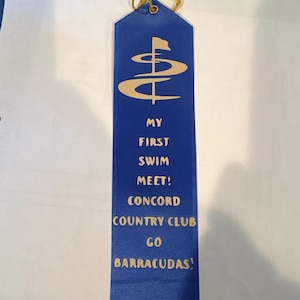 MY
FIRST
SWIM
MEET!
CONCORD
COUNTRY CLUB
GO
BARRACUDAS!